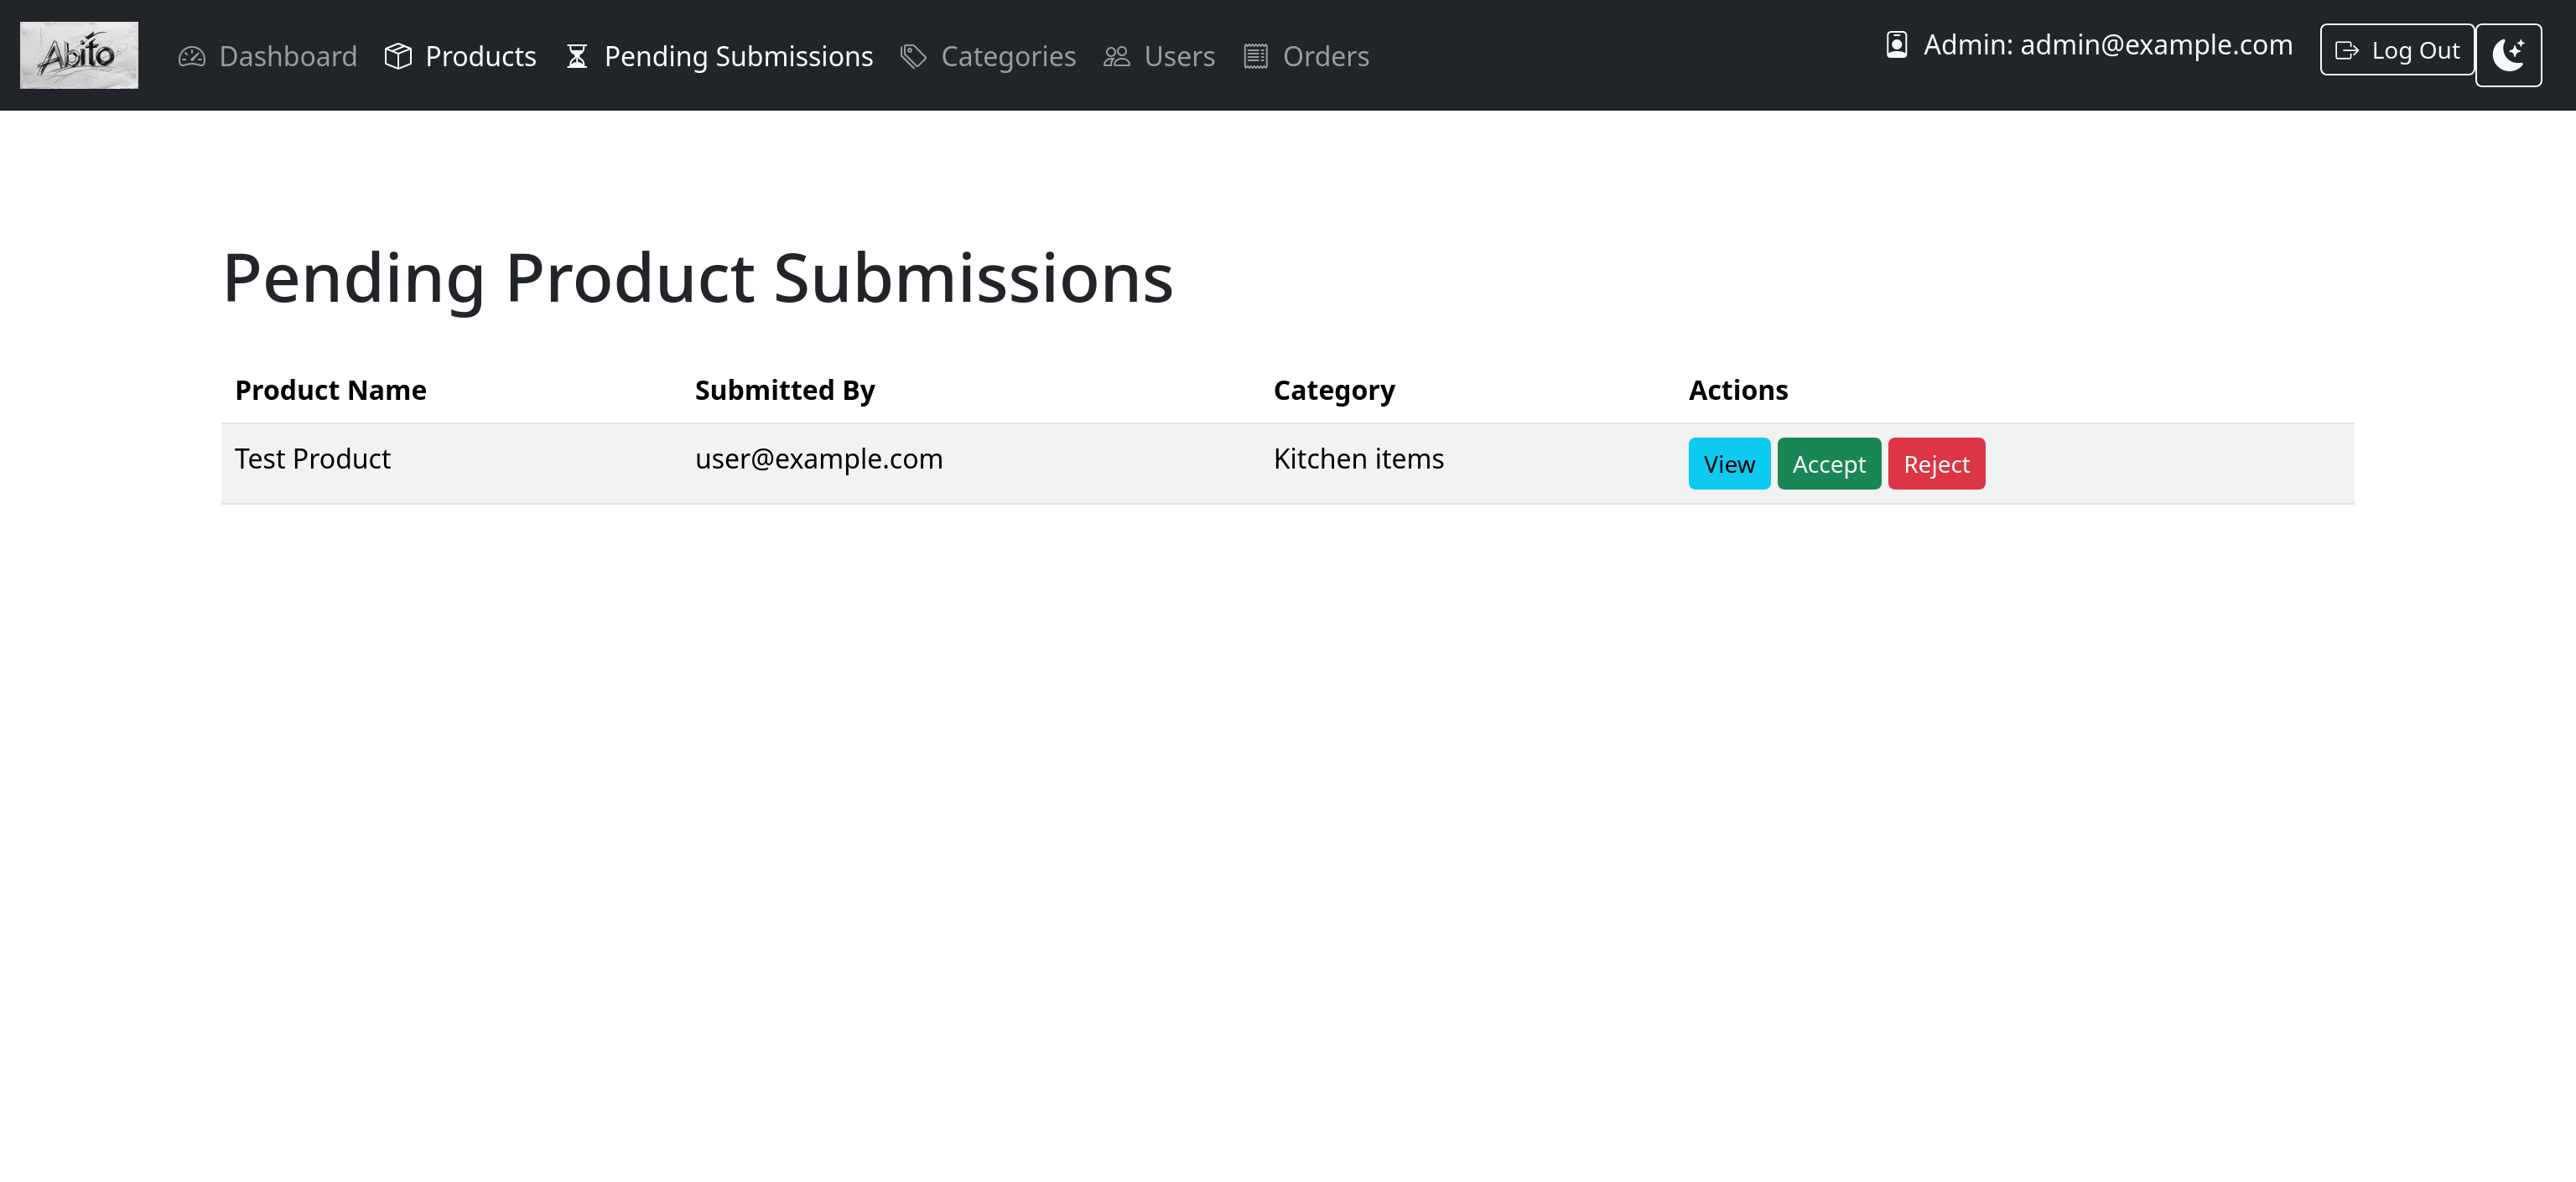 Abito Dashboard Products Pending Submissions Categories Users Orders Admin: admin@example.com Log Out
Pending Product Submissions
Product Name Submitted By Category Actions
Test Product user@example.com Kitchen items View Accept Reject